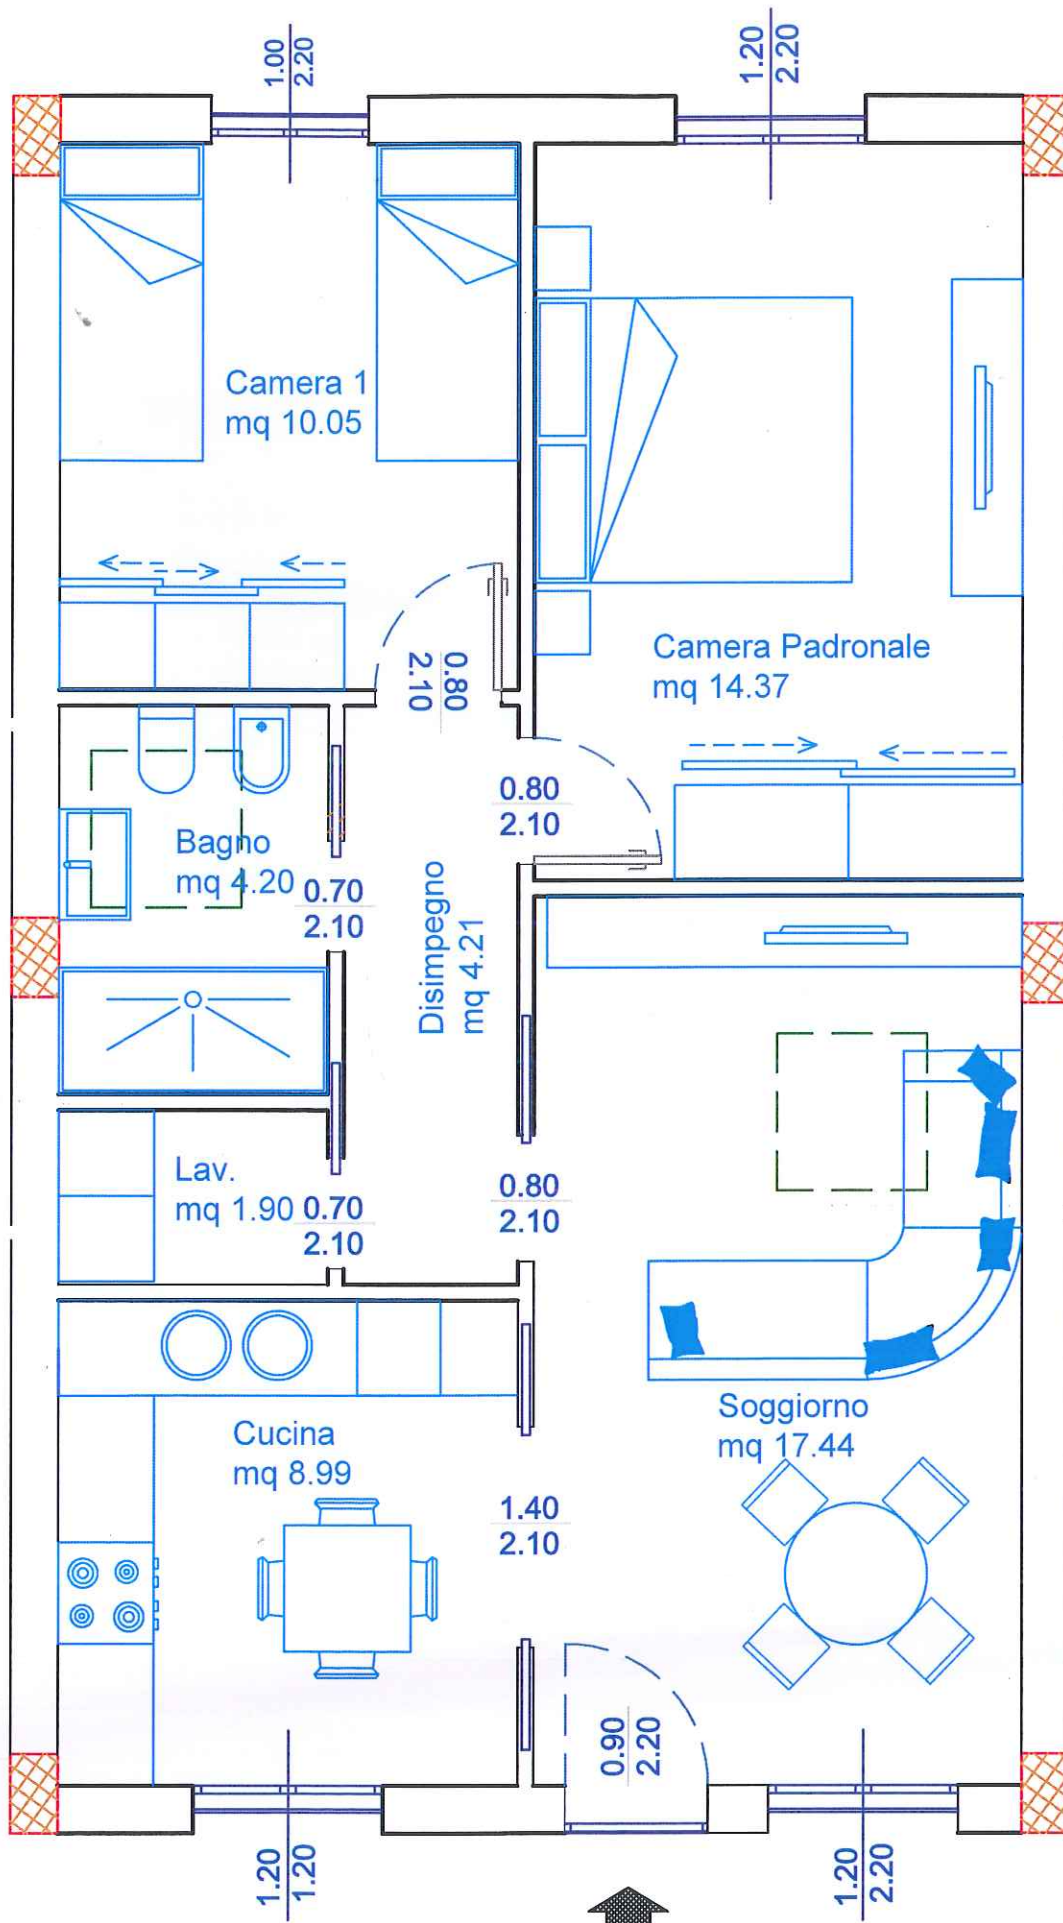 1.00
2.20
1.20
2.20
Camera 1
mq 10.05
Camera Padronale
mq 14.37
0.80
2.10
0.80
2.10
Bagno
mq 4.20
0.70
2.10
Disimpegno
mq 4.21
Lav.
mq 1.90
0.70
2.10
0.80
2.10
Soggiorno
mq 17.44
Cucina
mq 8.99
1.40
2.10
0.90
2.20
1.20
1.20
1.20
2.20